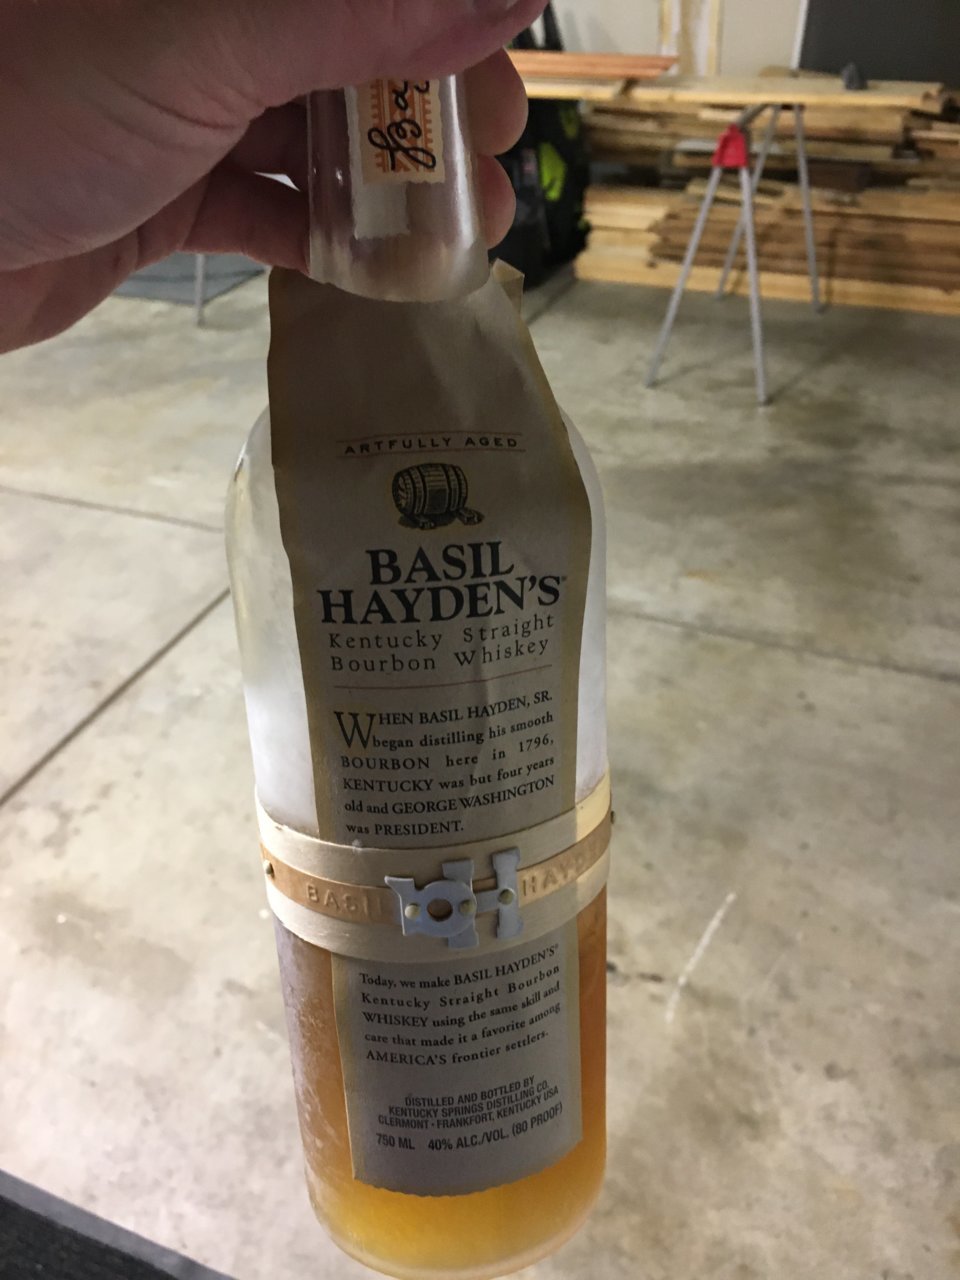 Ba
ARTFULLY AGED
BASIL
HAYDEN'S®
Kentucky Straight
Bourbon Whiskey
WHEN BASIL HAYDEN, SR.
began distilling his smooth
BOURBON here in 1796,
KENTUCKY was but four years
old and GEORGE WASHINGTON
was PRESIDENT.
BASIL BH HAYDE
Today, we make BASIL HAYDEN'S®
Kentucky Straight Bourbon
WHISKEY using the same skill and
care that made it a favorite among
AMERICA'S frontier settlers.
DISTILLED AND BOTTLED BY
KENTUCKY SPRINGS DISTILLING CO.
CLERMONT · FRANKFORT, KENTUCKY USA
750 ML 40% ALC./VOL. (80 PROOF)